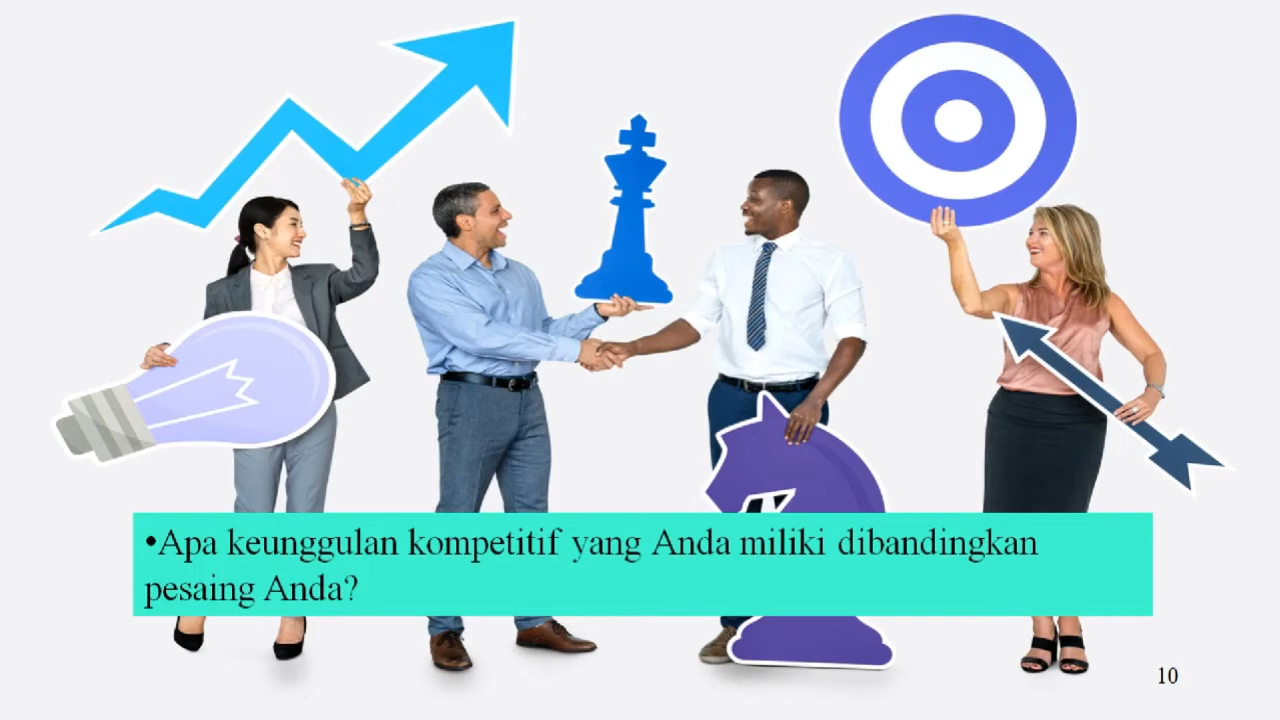 •Apa keunggulan kompetitif yang Anda miliki dibandingkan
pesaing Anda?
10